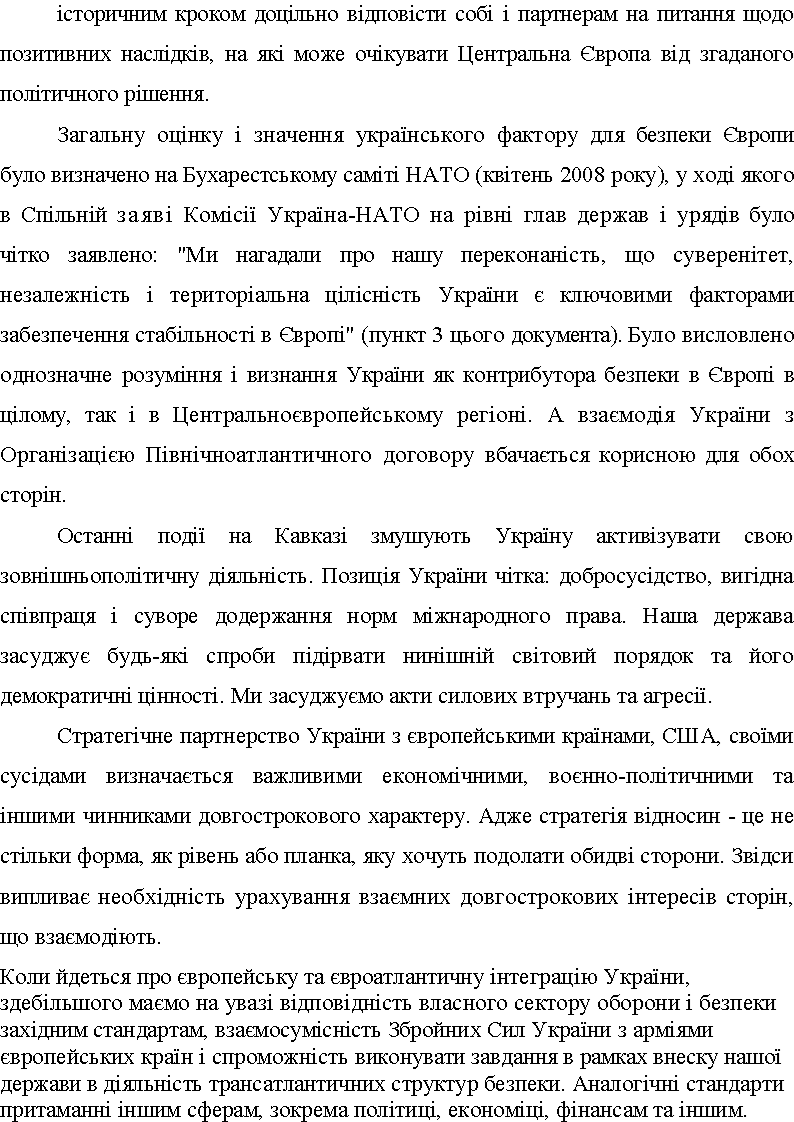 історичним кроком доцільно відповісти собі і партнерам на питання щодо
позитивних наслідків, на які може очікувати Центральна Європа від згаданого
політичного рішення.
Загальну оцінку і значення українського фактору для безпеки Європи
було визначено на Бухарестському саміті НАТО (квітень 2008 року), у ході якого
в Спільній заяві Комісії Україна-НАТО на рівні глав держав і урядів було
чітко заявлено: "Ми нагадали про нашу переконаність, що суверенітет,
незалежність і територіальна цілісність України є ключовими факторами
забезпечення стабільності в Європі" (пункт 3 цього документа). Було висловлено
однозначне розуміння і визнання України як контрибутора безпеки в Європі в
цілому, так і в Центральноєвропейському регіоні. А взаємодія України з
Організацією Північноатлантичного договору вбачається корисною для обох
сторін.
Останні події на Кавказі змушують Україну активізувати свою
зовнішньополітичну діяльність. Позиція України чітка: добросусідство, вигідна
співпраця і суворе додержання норм міжнародного права. Наша держава
засуджує будь-які спроби підірвати нинішній світовий порядок та його
демократичні цінності. Ми засуджуємо акти силових втручань та агресії.
Стратегічне партнерство України з європейськими країнами, США, своїми
сусідами визначається важливими економічними, воєнно-політичними та
іншими чинниками довгострокового характеру. Адже стратегія відносин - це не
стільки форма, як рівень або планка, яку хочуть подолати обидві сторони. Звідси
випливає необхідність урахування взаємних довгострокових інтересів сторін,
що взаємодіють.
Коли йдеться про європейську та євроатлантичну інтеграцію України,
здебільшого маємо на увазі відповідність власного сектору оборони і безпеки
західним стандартам, взаємосумісність Збройних Сил України з арміями
європейських країн і спроможність виконувати завдання в рамках внеску нашої
держави в діяльність трансатлантичних структур безпеки. Аналогічні стандарти
притаманні іншим сферам, зокрема політиці, економіці, фінансам та іншим.